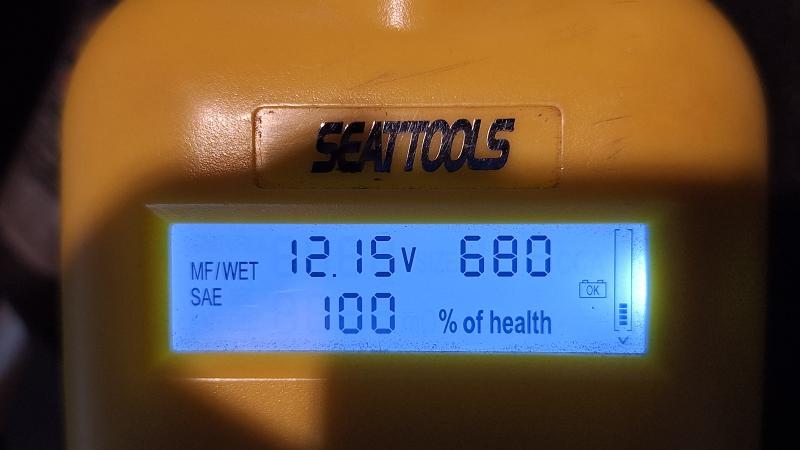 SEATTOOLS
MF/WET 12.15V 680
SAE 100 % of health
OK